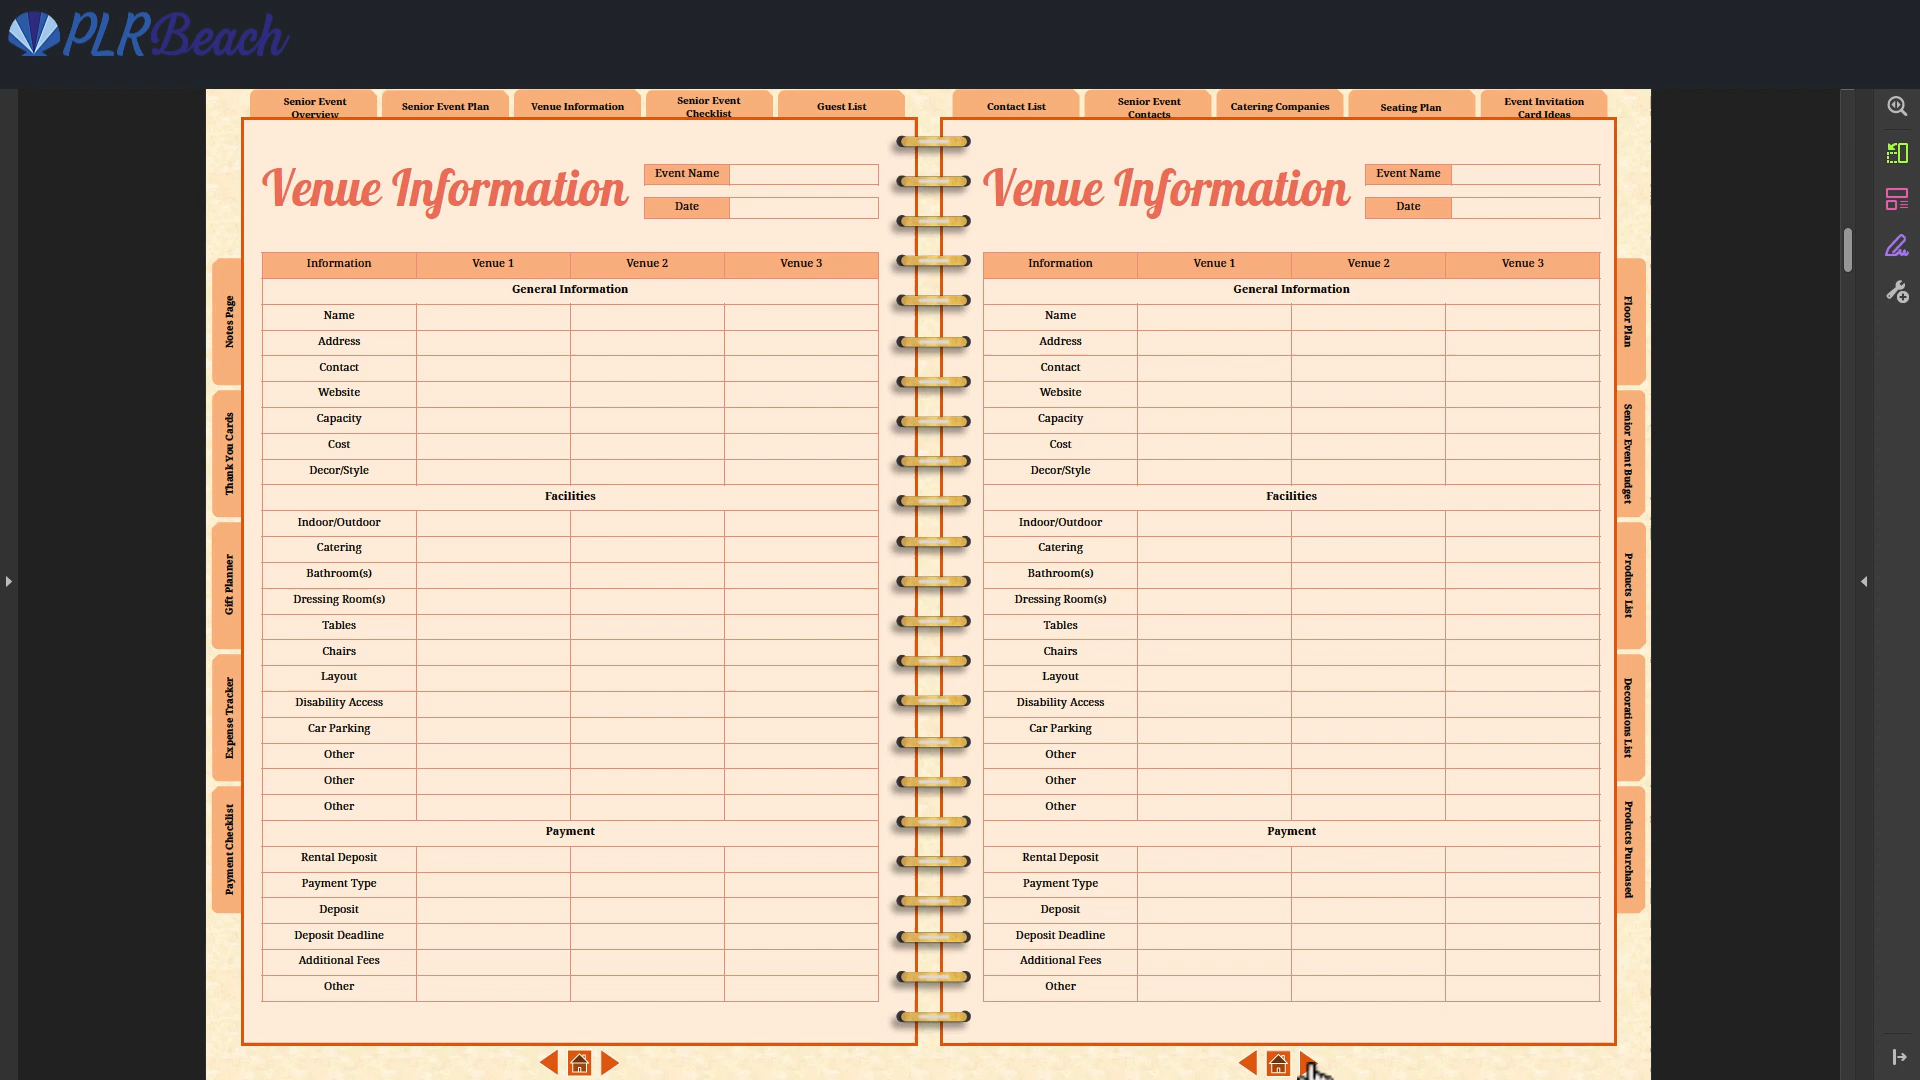 PLRBeach
Senior Event
Overview
Senior Event Plan
Venue Information
Senior Event
Checklist
Guest List
Contact List
Senior Event
Contacts
Catering Companies
Seating Plan
Event Invitation
Card Ideas
Venue Information
Event Name
Date
Information Venue 1 Venue 2 Venue 3
General Information
Name
Address
Contact
Website
Capacity
Cost
Decor/Style
Facilities
Indoor/Outdoor
Catering
Bathroom(s)
Dressing Room(s)
Tables
Chairs
Layout
Disability Access
Car Parking
Other
Other
Other
Payment
Rental Deposit
Payment Type
Deposit
Deposit Deadline
Additional Fees
Other
Venue Information
Event Name
Date
Information Venue 1 Venue 2 Venue 3
General Information
Name
Address
Contact
Website
Capacity
Cost
Decor/Style
Facilities
Indoor/Outdoor
Catering
Bathroom(s)
Dressing Room(s)
Tables
Chairs
Layout
Disability Access
Car Parking
Other
Other
Other
Payment
Rental Deposit
Payment Type
Deposit
Deposit Deadline
Additional Fees
Other
Notes Page
Thank You Cards
Gift Planner
Expense Tracker
Payment Checklist
Floor Plan
Senior Event Budget
Products List
Decorations List
Products Purchased